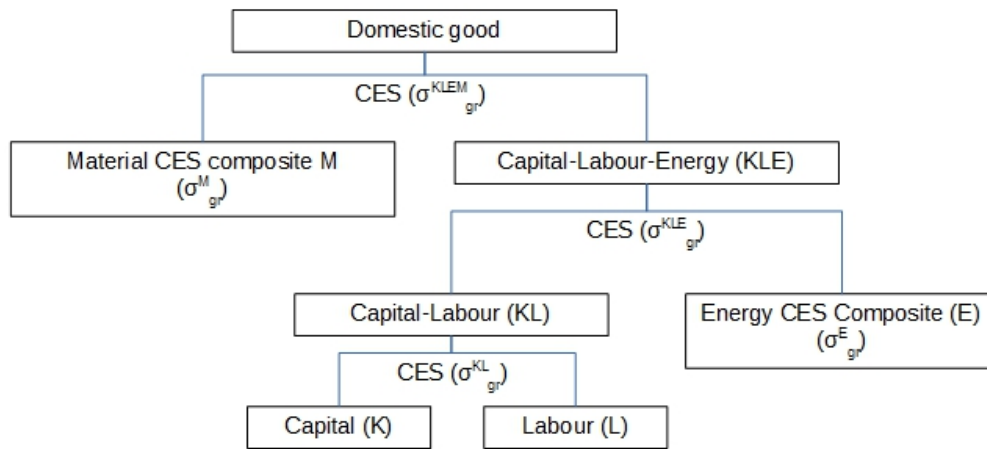 Domestic good
CES (σᴷᴸᴱᴹgr)
Material CES composite M
(σᴹgr)
Capital-Labour-Energy (KLE)
CES (σᴷᴸᴱgr)
Capital-Labour (KL)
Energy CES Composite (E)
(σᴱgr)
CES (σᴷᴸgr)
Capital (K)
Labour (L)